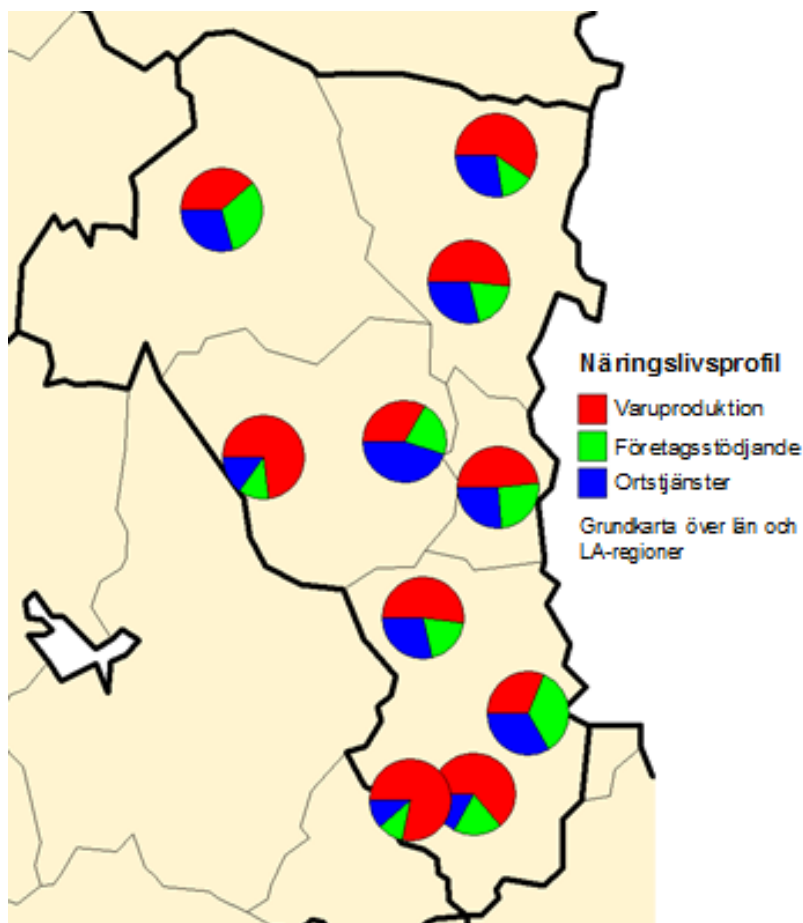 Näringslivsprofil
Varuproduktion
Företagsstödjande
Ortstjänster
Grundkarta över län och
LA-regioner